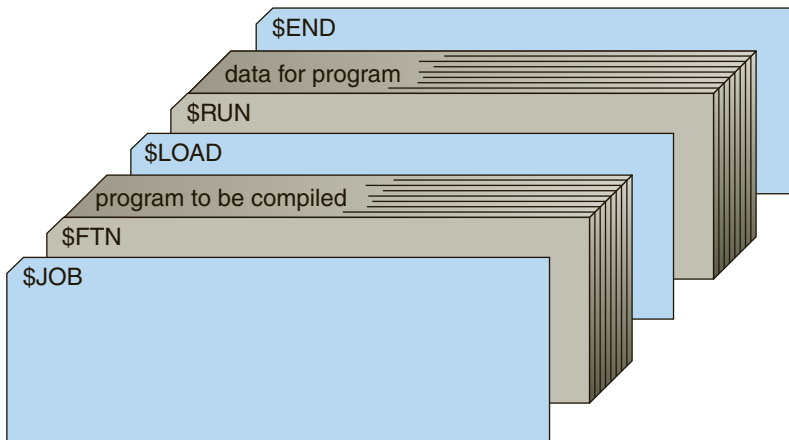 $END
data for program
$RUN
$LOAD
program to be compiled
$FTN
$JOB